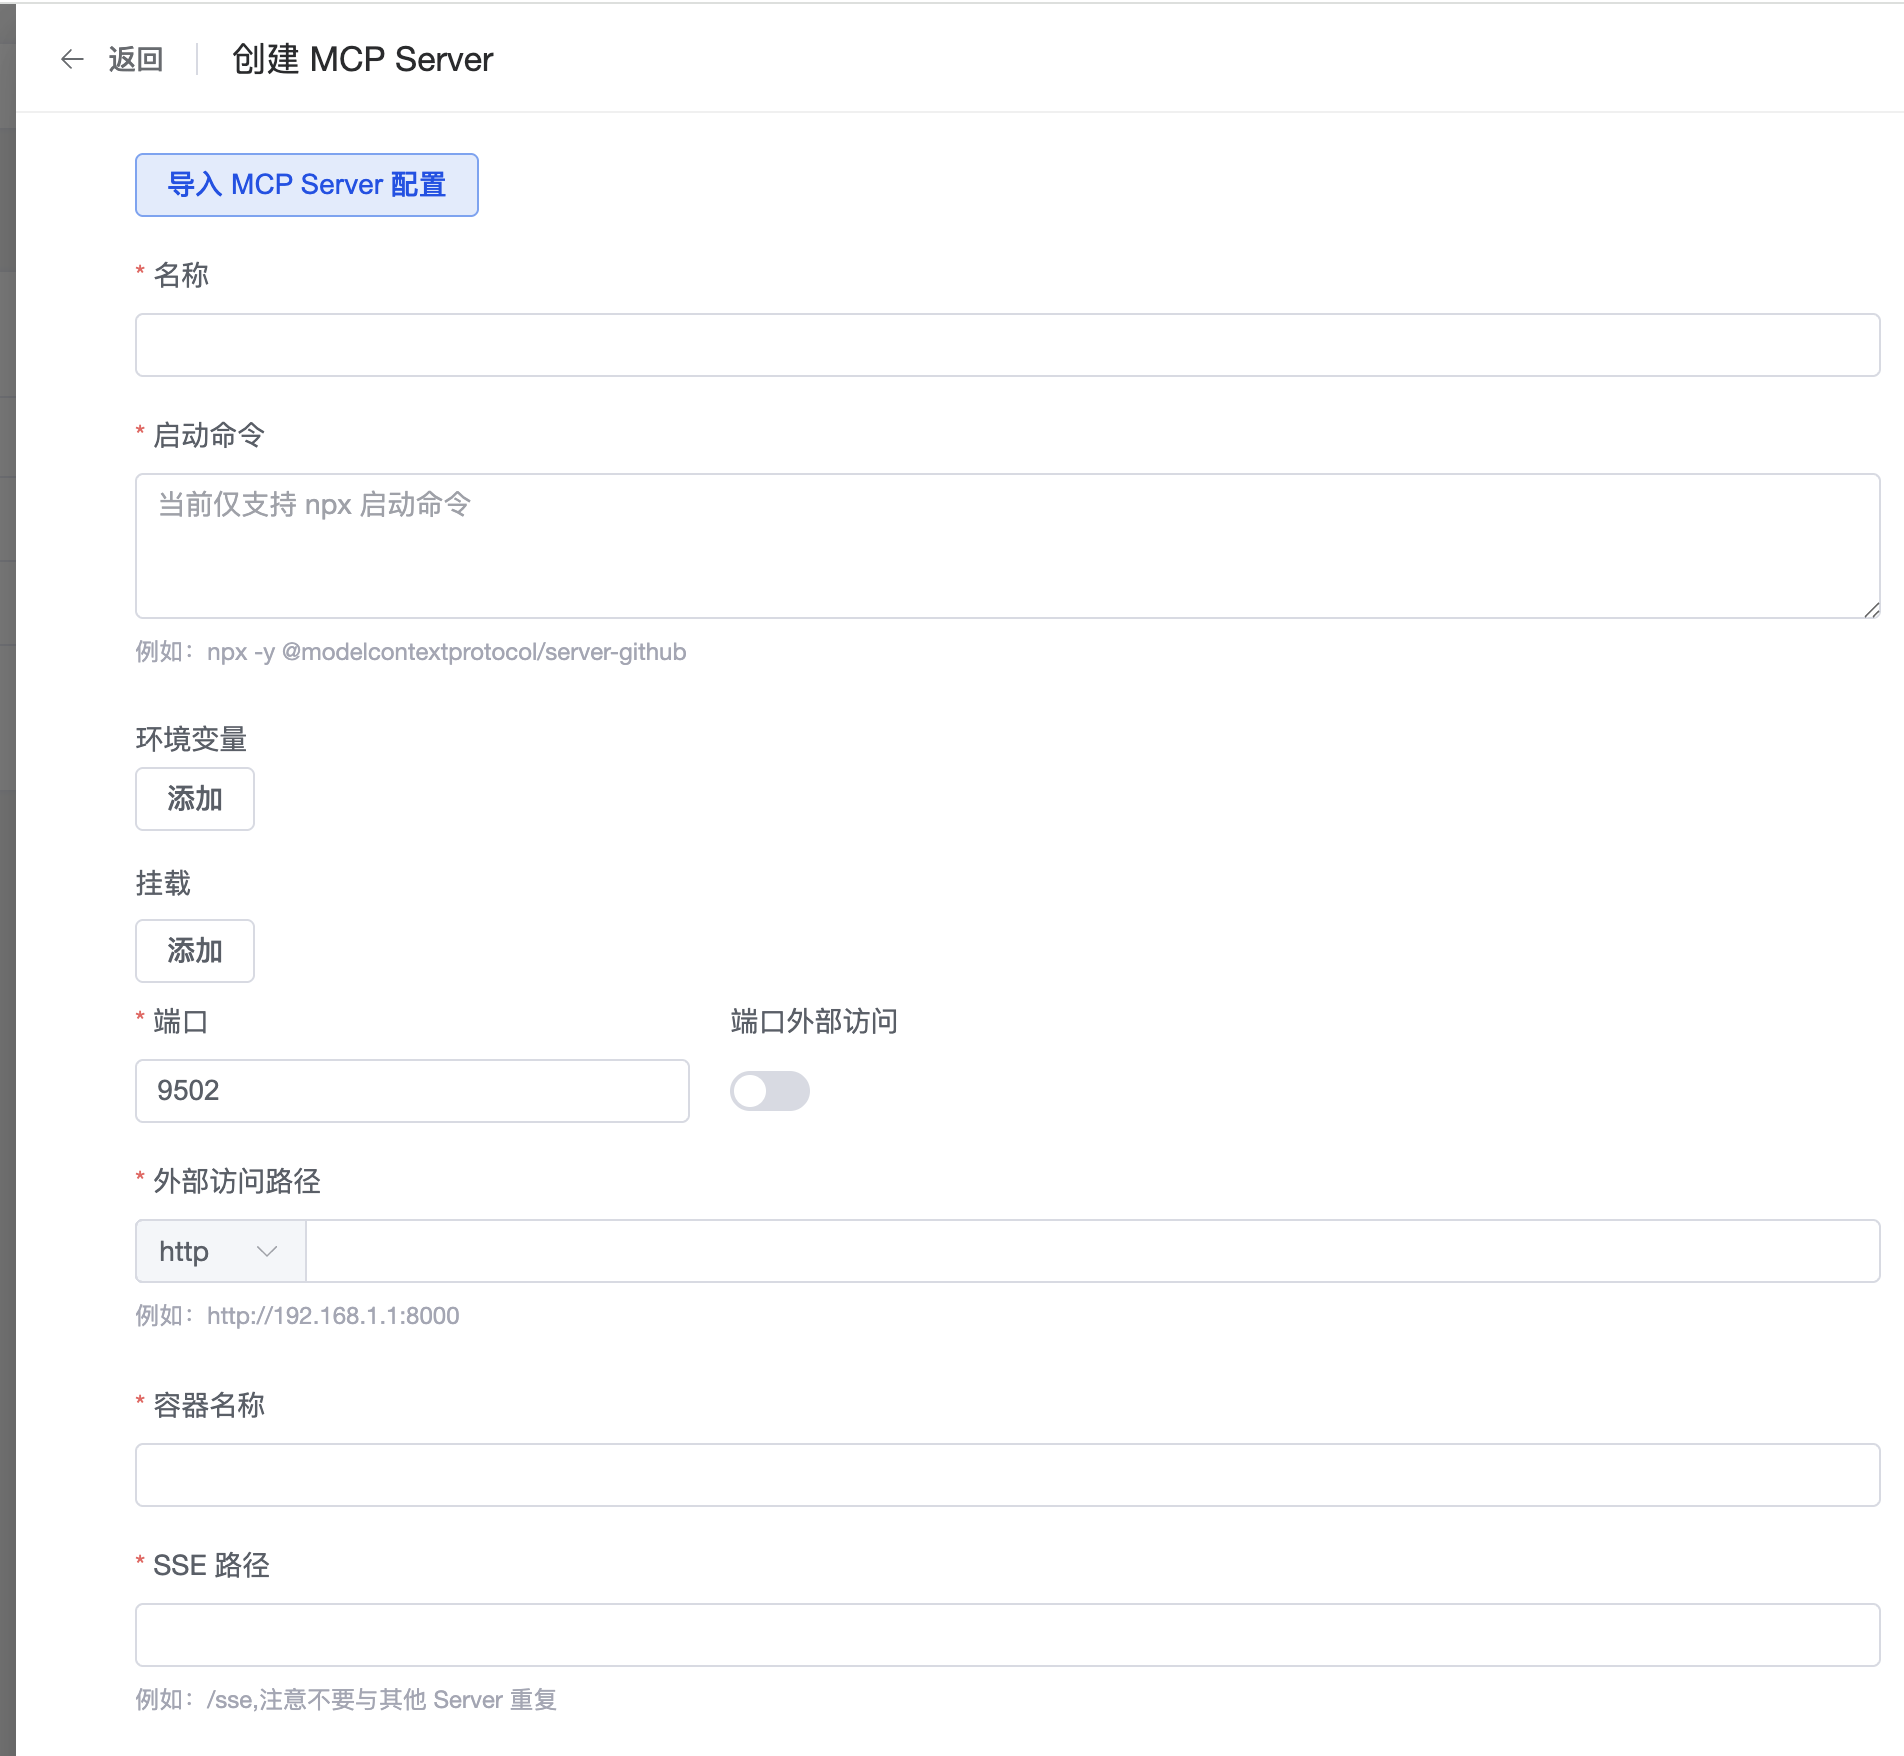 返回 创建 MCP Server
导入 MCP Server 配置
* 名称
* 启动命令
当前仅支持 npx 启动命令
例如：npx -y @modelcontextprotocol/server-github
环境变量
添加
挂载
添加
* 端口 端口外部访问
9502
* 外部访问路径
http
例如：http://192.168.1.1:8000
* 容器名称
* SSE 路径
例如：/sse,注意不要与其他 Server 重复